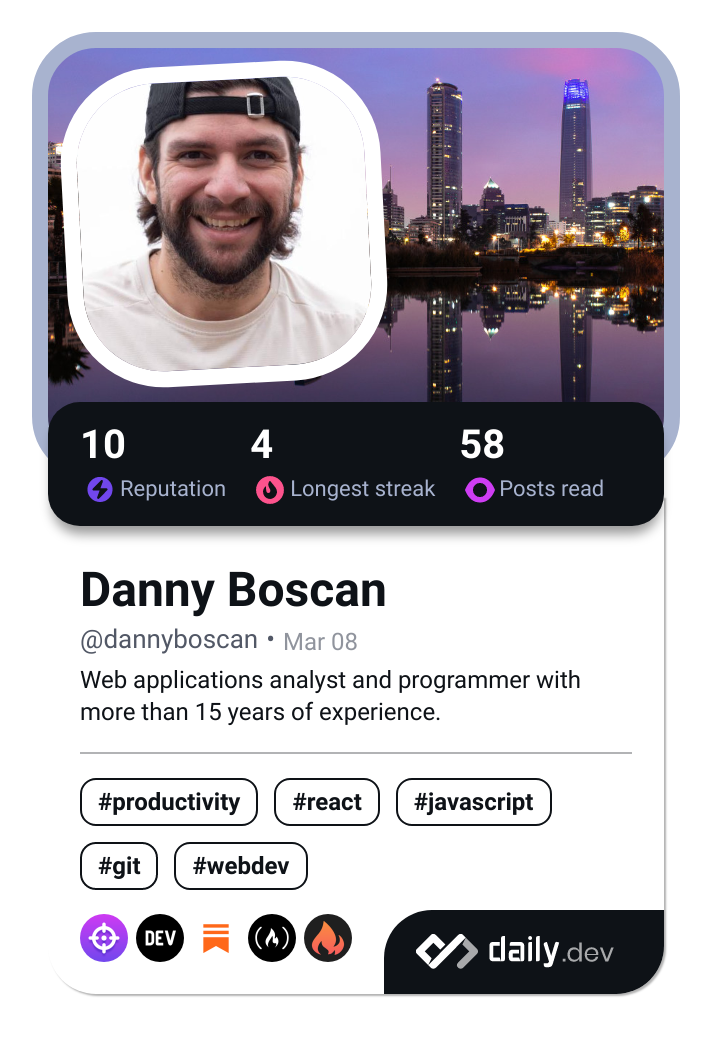 10 4 58
Reputation Longest streak Posts read
Danny Boscan
@dannyboscan • Mar 08
Web applications analyst and programmer with
more than 15 years of experience.
#productivity #react #javascript
#git #webdev
DEV
daily.dev